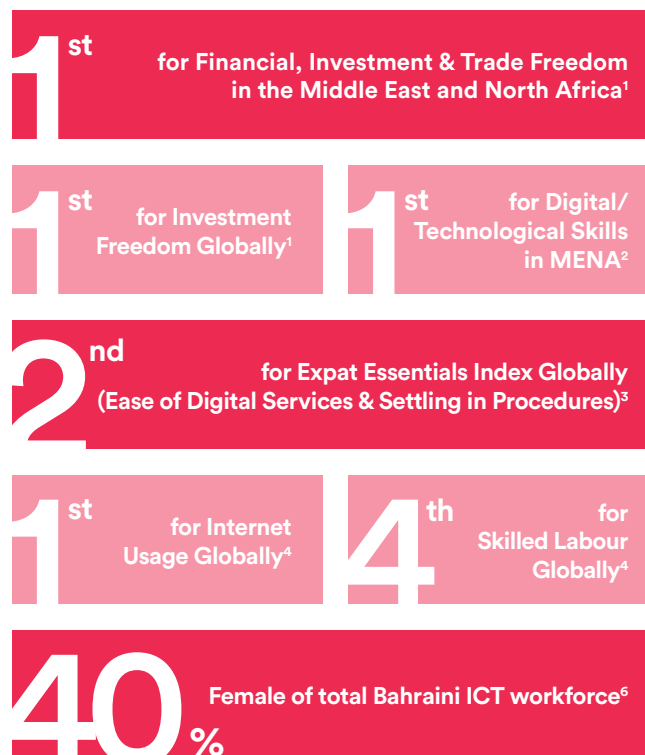 1st
for Financial, Investment & Trade Freedom
in the Middle East and North Africa¹
1st
for Investment
Freedom Globally¹
1st
for Digital/
Technological Skills
in MENA²
2nd
for Expat Essentials Index Globally
(Ease of Digital Services & Settling in Procedures)³
1st
for Internet
Usage Globally⁴
4th
for
Skilled Labour
Globally⁴
40%
Female of total Bahraini ICT workforce⁶